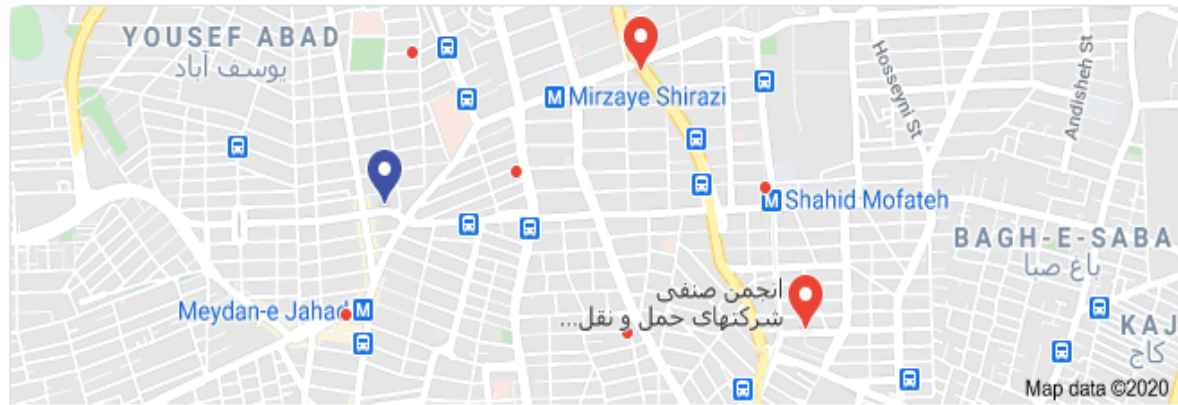 YOUSEF ABAD
یوسف آباد
M Mirzaye Shirazi
Hosseyni St
Andisheh St
M Shahid Mofateh
BAGH-E-SABA
باغ صبا
Meydan-e Jahad M
انجمن صنفی
شرکتهای حمل و نقل...
KAJ
کاج
Map data ©2020